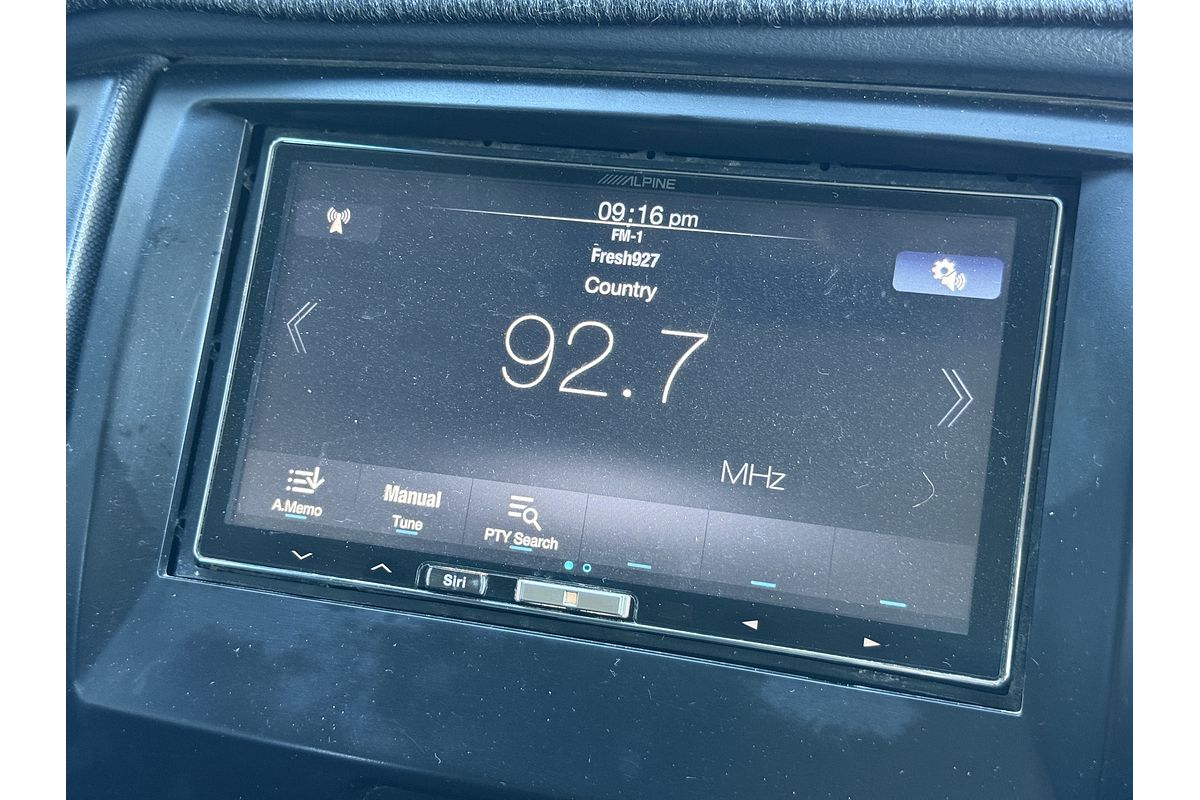 ALPINE
09:16 pm
FM-1
Fresh927
Country
92.7
MHz
A.Memo
Manual
Tune
PTY Search
Siri